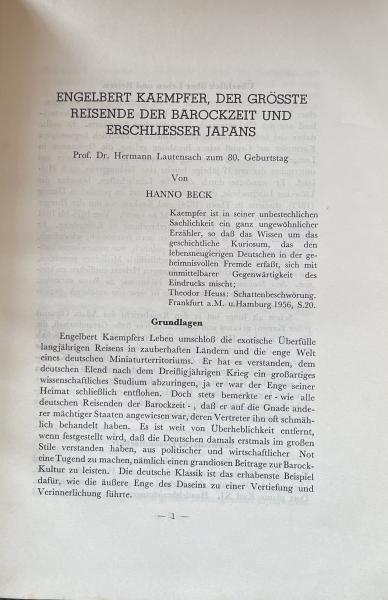 ENGELBERT KAEMPFER, DER GRÖSSTE
REISENDE DER BAROCKZEIT UND
ERSCHLIESSER JAPANS
Prof. Dr. Hermann Lautensach zum 80. Geburtstag
Von
HANNO BECK
Kaempfer ist in seiner unbestechlichen
Sachlichkeit ein ganz ungewöhnlicher
Erzähler, so daß das Wissen um das
geschichtliche Kuriosum, das den
lebensneugierigen Deutschen in der ge-
heimnisvollen Fremde erfaßt, sich mit
unmittelbarer Gegenwärtigkeit des
Eindrucks mischt;
Theodor Heuss: Schattenbeschwörung.
Frankfurt a.M. u.Hamburg 1956, S.20.
Grundlagen
Engelbert Kaempfers Leben umschloß die exotische Überfülle
langjährigen Reisens in zauberhaften Ländern und die enge Welt
eines deutschen Miniaturterritoriums. Er hat es verstanden, dem
deutschen Elend nach dem Dreißigjährigen Krieg ein großartiges
wissenschaftliches Studium abzuringen, ja er war der Enge seiner
Heimat schließlich entflohen. Doch stets bemerkte er - wie alle
deutschen Reisenden der Barockzeit -, daß er auf die Gnade ande-
rer mächtiger Staaten angewiesen war, deren Vertreter ihn oft schmäh-
lich behandelt haben. Es ist weit von Überheblichkeit entfernt,
wenn festgestellt wird, daß die Deutschen damals erstmals im großen
Stile verstanden haben, aus politischer und wirtschaftlicher Not
eine Tugend zu machen, nämlich einen grandiosen Beitrage zur Barock-
Kultur zu leisten. Die deutsche Klassik ist das erhabenste Beispiel
dafür, wie die äußere Enge des Daseins zu einer Vertiefung und
Verinnerlichung führte.
— 1 —